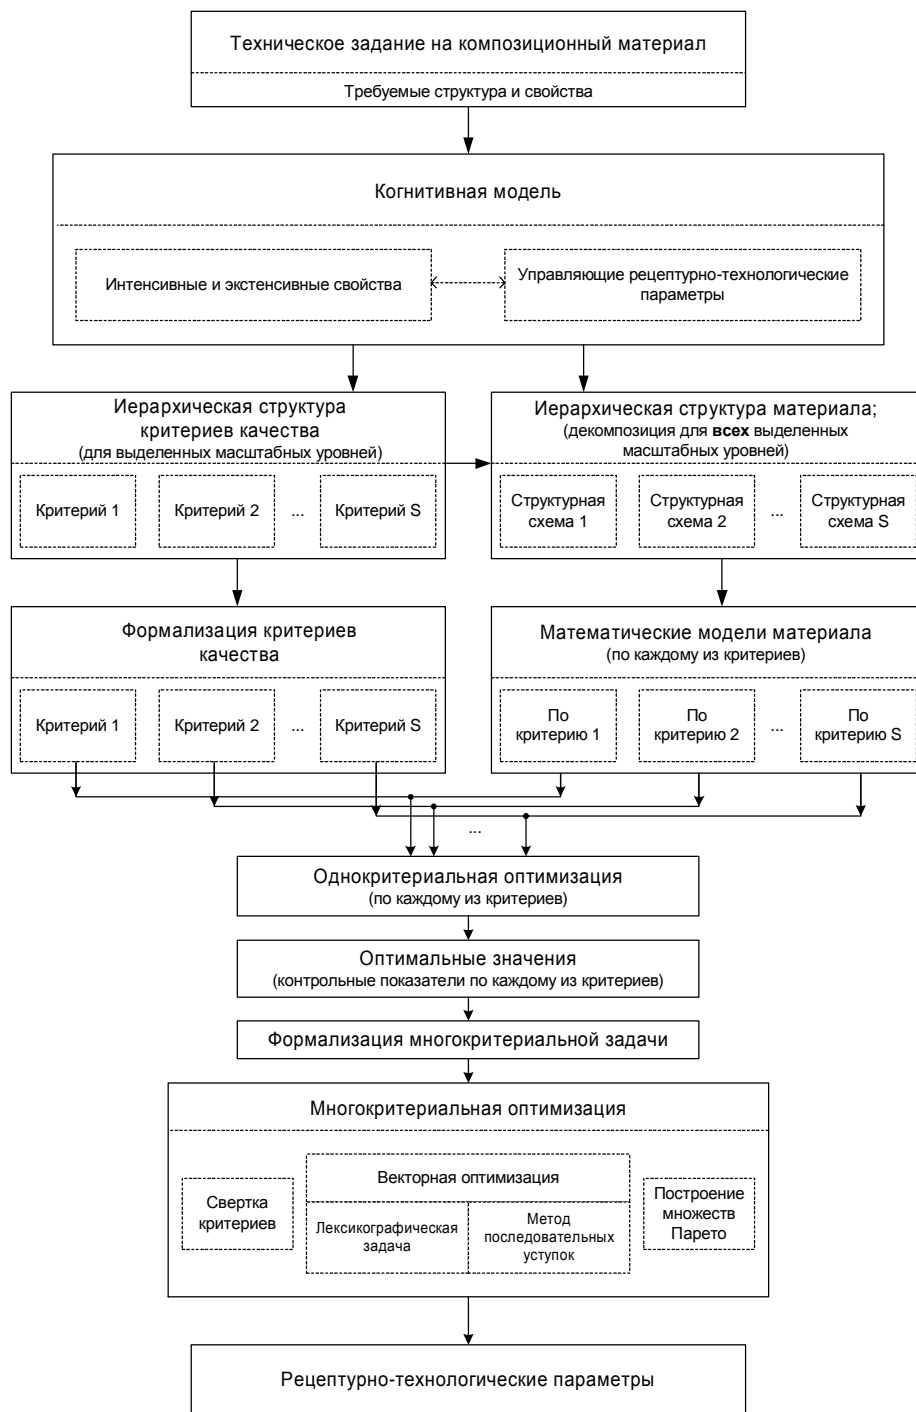 Техническое задание на композиционный материал
Требуемые структура и свойства
Когнитивная модель
Интенсивные и экстенсивные свойства
Управляющие рецептурно-технологические
параметры
Иерархическая структура
критериев качества
(для выделенных масштабных уровней)
Критерий 1
Критерий 2
...
Критерий S
Иерархическая структура материала;
(декомпозиция для всех выделенных
масштабных уровней)
Структурная
схема 1
Структурная
схема 2
...
Структурная
схема S
Формализация критериев
качества
Критерий 1
Критерий 2
...
Критерий S
Математические модели материала
(по каждому из критериев)
По
критерию 1
По
критерию 2
...
По
критерию S
...
Однокритериальная оптимизация
(по каждому из критериев)
Оптимальные значения
(контрольные показатели по каждому из критериев)
Формализация многокритериальной задачи
Многокритериальная оптимизация
Свертка
критериев
Векторная оптимизация
Лексикографическая
задача
Метод
последовательных
уступок
Построение
множеств
Парето
Рецептурно-технологические параметры